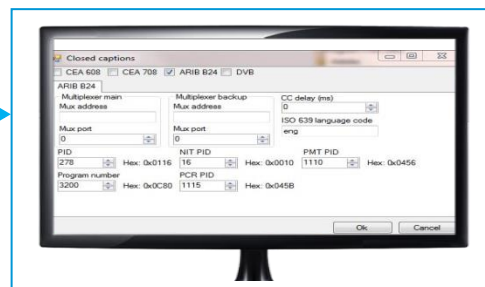 Closed captions
CEA 608 CEA 708 ARIB B24 DVB
ARIB B24
Multiplexer main Multiplexer backup CC delay (ms)
Mux address Mux address 0
ISO 639 language code
eng
Mux port Mux port
0 0
PID NIT PID PMT PID
278 Hex: 0x0116 16 Hex: 0x0010 1110 Hex: 0x0456
Program number PCR PID
3200 Hex: 0x0C80 1115 Hex: 0x045B
Ok Cancel